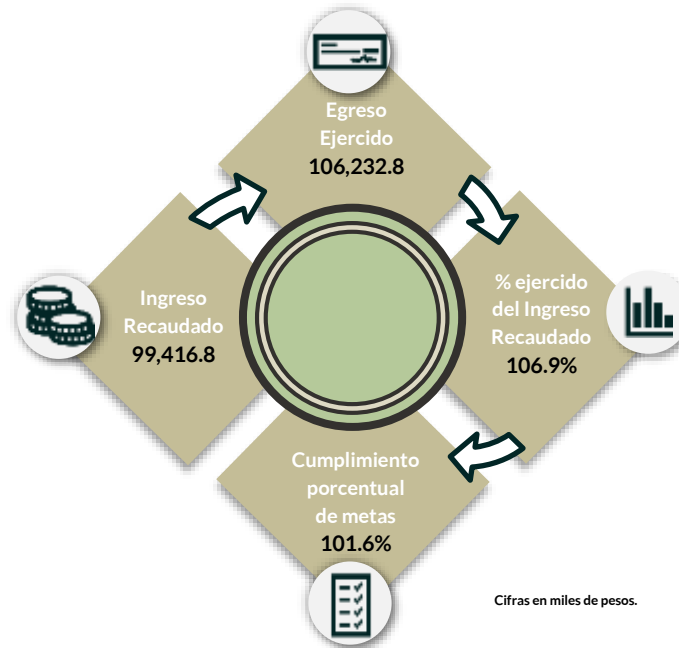 Egreso
Ejercido
106,232.8
Ingreso
Recaudado
99,416.8
% ejercido
del Ingreso
Recaudado
106.9%
Cumplimiento
porcentual
de metas
101.6%
Cifras en miles de pesos.